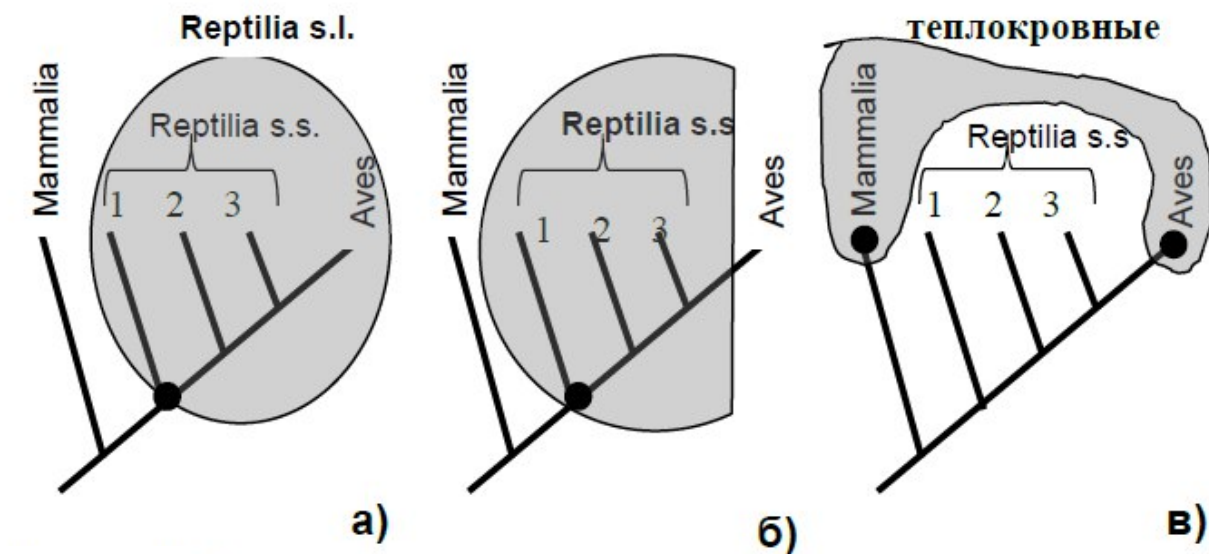 Reptilia s.l.
Mammalia
Reptilia s.s.
1 2 3
Aves
а)
Mammalia
Reptilia s.s
1 2 3
Aves
б)
теплокровные
Mammalia
Reptilia s.s
1 2 3
Aves
в)